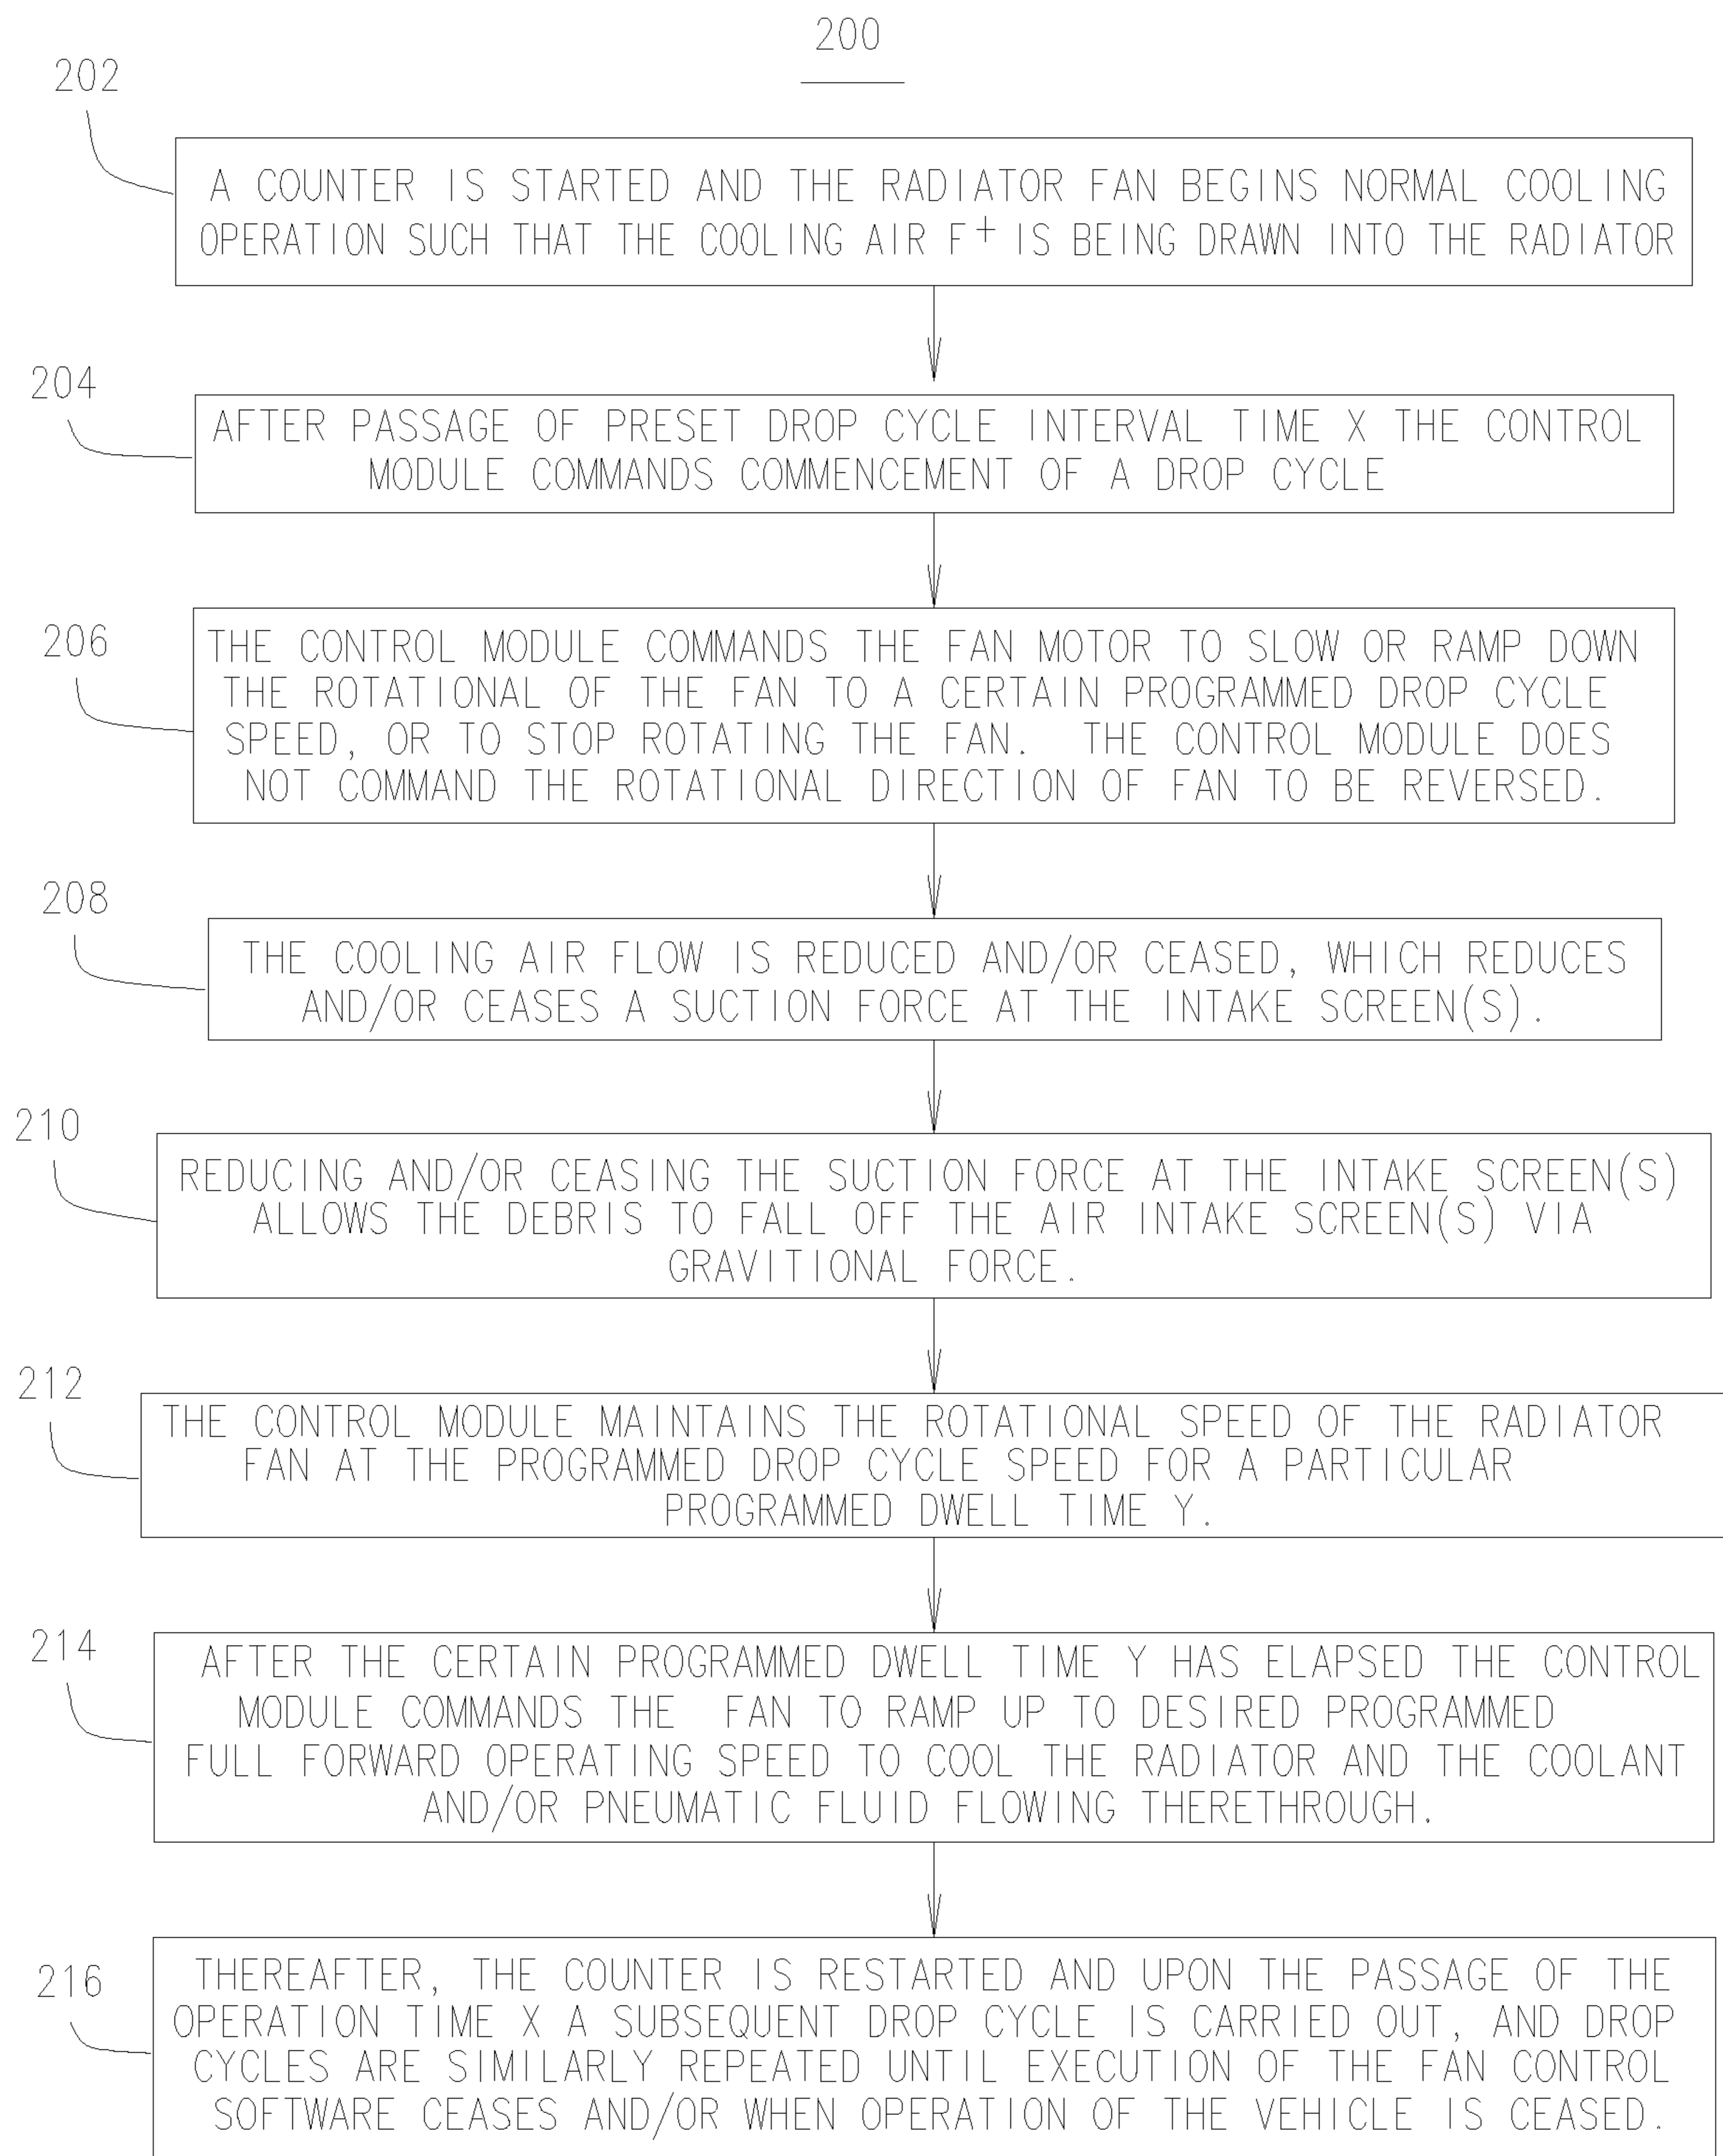 200
202
A COUNTER IS STARTED AND THE RADIATOR FAN BEGINS NORMAL COOLING
OPERATION SUCH THAT THE COOLING AIR F+ IS BEING DRAWN INTO THE RADIATOR
204
AFTER PASSAGE OF PRESET DROP CYCLE INTERVAL TIME X THE CONTROL
MODULE COMMANDS COMMENCEMENT OF A DROP CYCLE
206
THE CONTROL MODULE COMMANDS THE FAN MOTOR TO SLOW OR RAMP DOWN
THE ROTATIONAL OF THE FAN TO A CERTAIN PROGRAMMED DROP CYCLE
SPEED, OR TO STOP ROTATING THE FAN. THE CONTROL MODULE DOES
NOT COMMAND THE ROTATIONAL DIRECTION OF FAN TO BE REVERSED.
208
THE COOLING AIR FLOW IS REDUCED AND/OR CEASED, WHICH REDUCES
AND/OR CEASES A SUCTION FORCE AT THE INTAKE SCREEN(S).
210
REDUCING AND/OR CEASING THE SUCTION FORCE AT THE INTAKE SCREEN(S)
ALLOWS THE DEBRIS TO FALL OFF THE AIR INTAKE SCREEN(S) VIA
GRAVITIONAL FORCE.
212
THE CONTROL MODULE MAINTAINS THE ROTATIONAL SPEED OF THE RADIATOR
FAN AT THE PROGRAMMED DROP CYCLE SPEED FOR A PARTICULAR
PROGRAMMED DWELL TIME Y.
214
AFTER THE CERTAIN PROGRAMMED DWELL TIME Y HAS ELAPSED THE CONTROL
MODULE COMMANDS THE FAN TO RAMP UP TO DESIRED PROGRAMMED
FULL FORWARD OPERATING SPEED TO COOL THE RADIATOR AND THE COOLANT
AND/OR PNEUMATIC FLUID FLOWING THERETHROUGH.
216
THEREAFTER, THE COUNTER IS RESTARTED AND UPON THE PASSAGE OF THE
OPERATION TIME X A SUBSEQUENT DROP CYCLE IS CARRIED OUT, AND DROP
CYCLES ARE SIMILARLY REPEATED UNTIL EXECUTION OF THE FAN CONTROL
SOFTWARE CEASES AND/OR WHEN OPERATION OF THE VEHICLE IS CEASED.